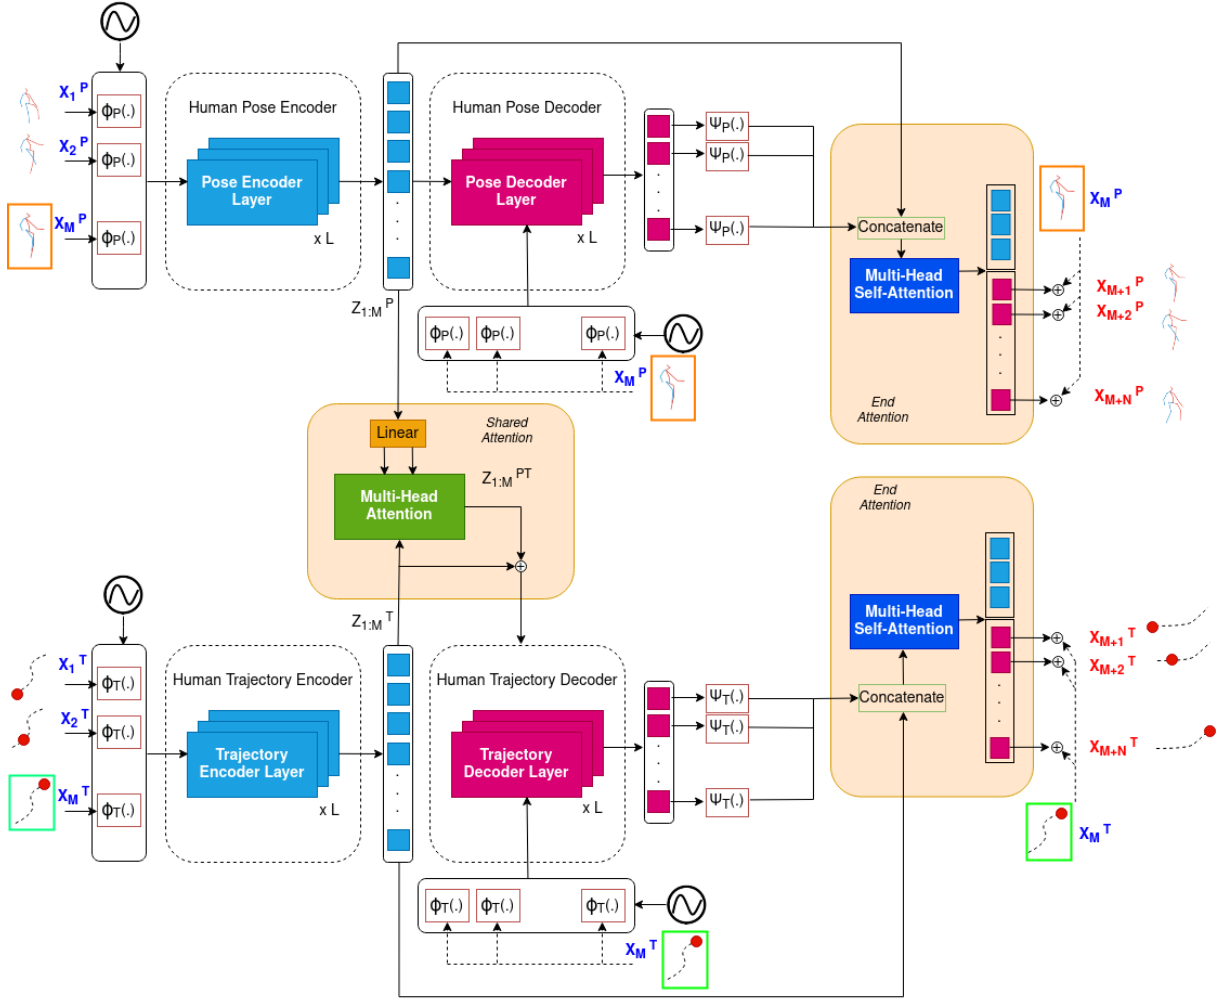 X1 P
ϕP(.)
X2 P
ϕP(.)
XM P
ϕP(.)
Human Pose Encoder
Pose Encoder
Layer
x L
Human Pose Decoder
Pose Decoder
Layer
x L
ΨP(.)
ΨP(.)
ΨP(.)
Z1:M P
ϕP(.) ϕP(.) ϕP(.)
XM P
Concatenate
Multi-Head
Self-Attention
End
Attention
XM P
XM+1 P
XM+2 P
XM+N P
Shared
Attention
Linear
Multi-Head
Attention
Z1:M PT
Z1:M T
X1 T
ϕT(.)
X2 T
ϕT(.)
XM T
ϕT(.)
Human Trajectory Encoder
Trajectory
Encoder Layer
x L
Human Trajectory Decoder
Trajectory
Decoder Layer
x L
ΨT(.)
ΨT(.)
ΨT(.)
ϕT(.) ϕT(.) ϕT(.)
XM T
End
Attention
Multi-Head
Self-Attention
Concatenate
XM+1 T
XM+2 T
XM+N T
XM T